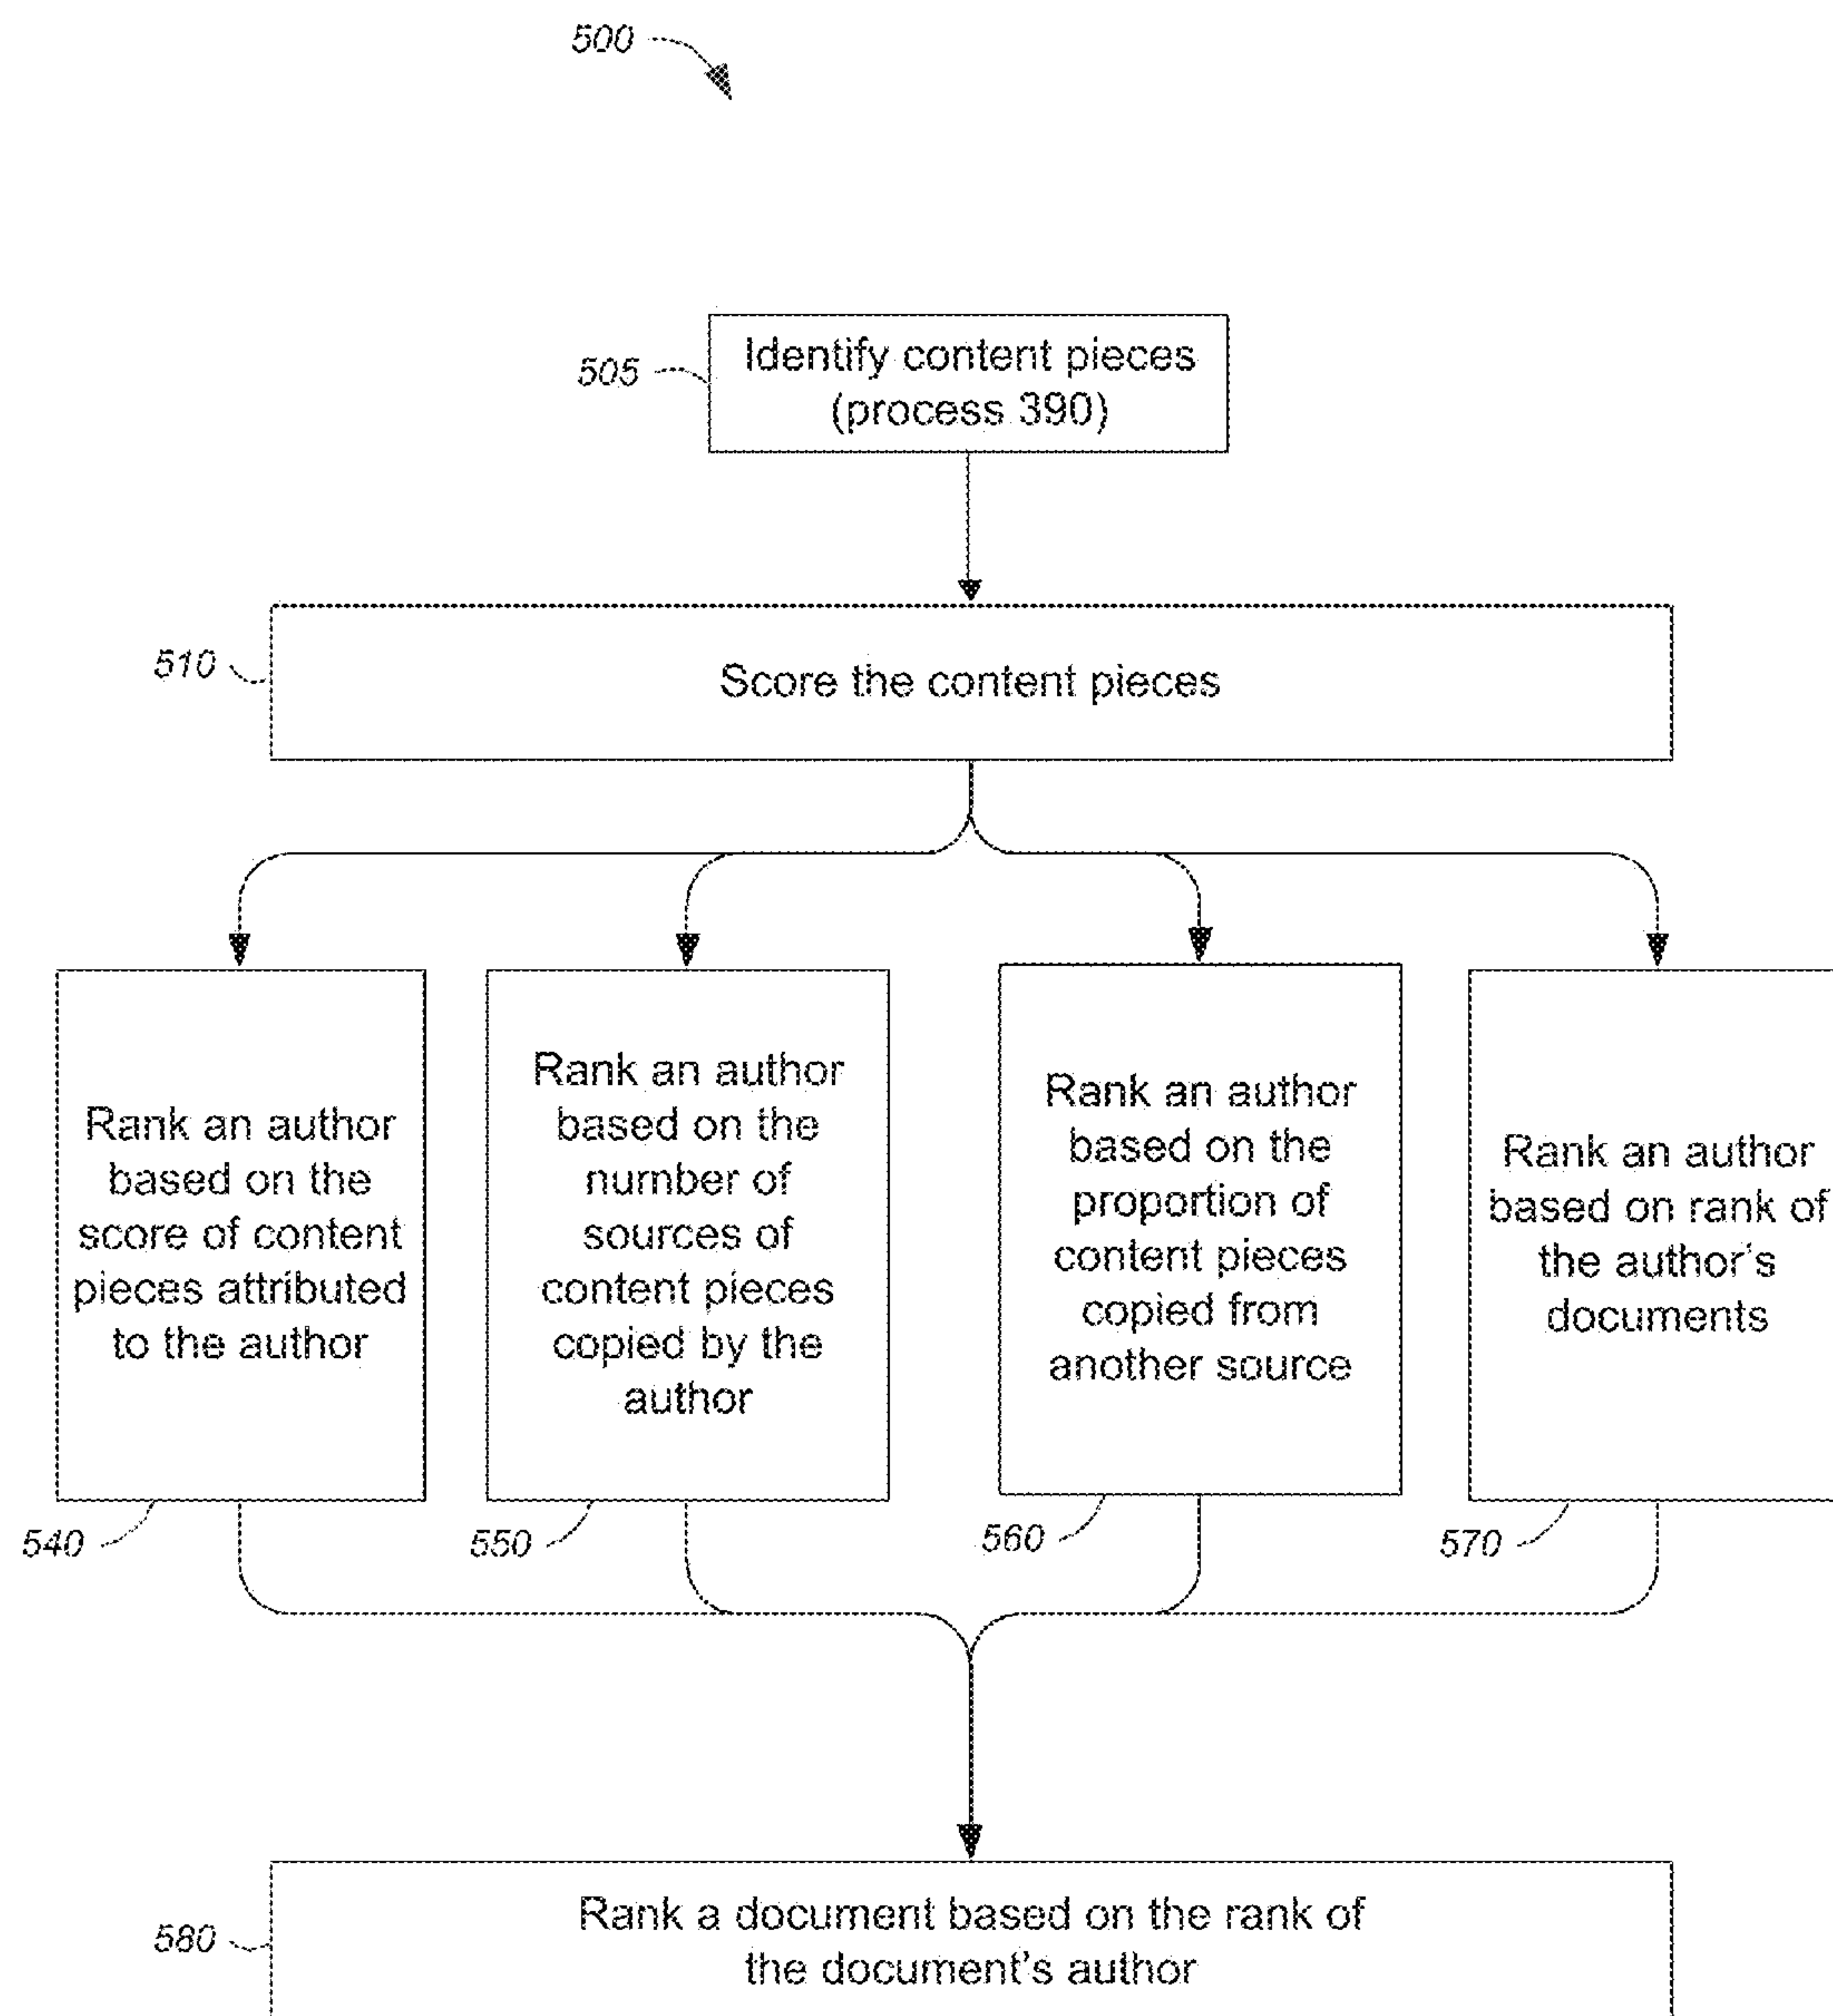 500
505
Identify content pieces
(process 390)
510
Score the content pieces
Rank an author
based on the
score of content
pieces attributed
to the author
540
Rank an author
based on the
number of
sources of
content pieces
copied by the
author
550
Rank an author
based on the
proportion of
content pieces
copied from
another source
560
Rank an author
based on rank of
the author's
documents
570
580
Rank a document based on the rank of
the document's author